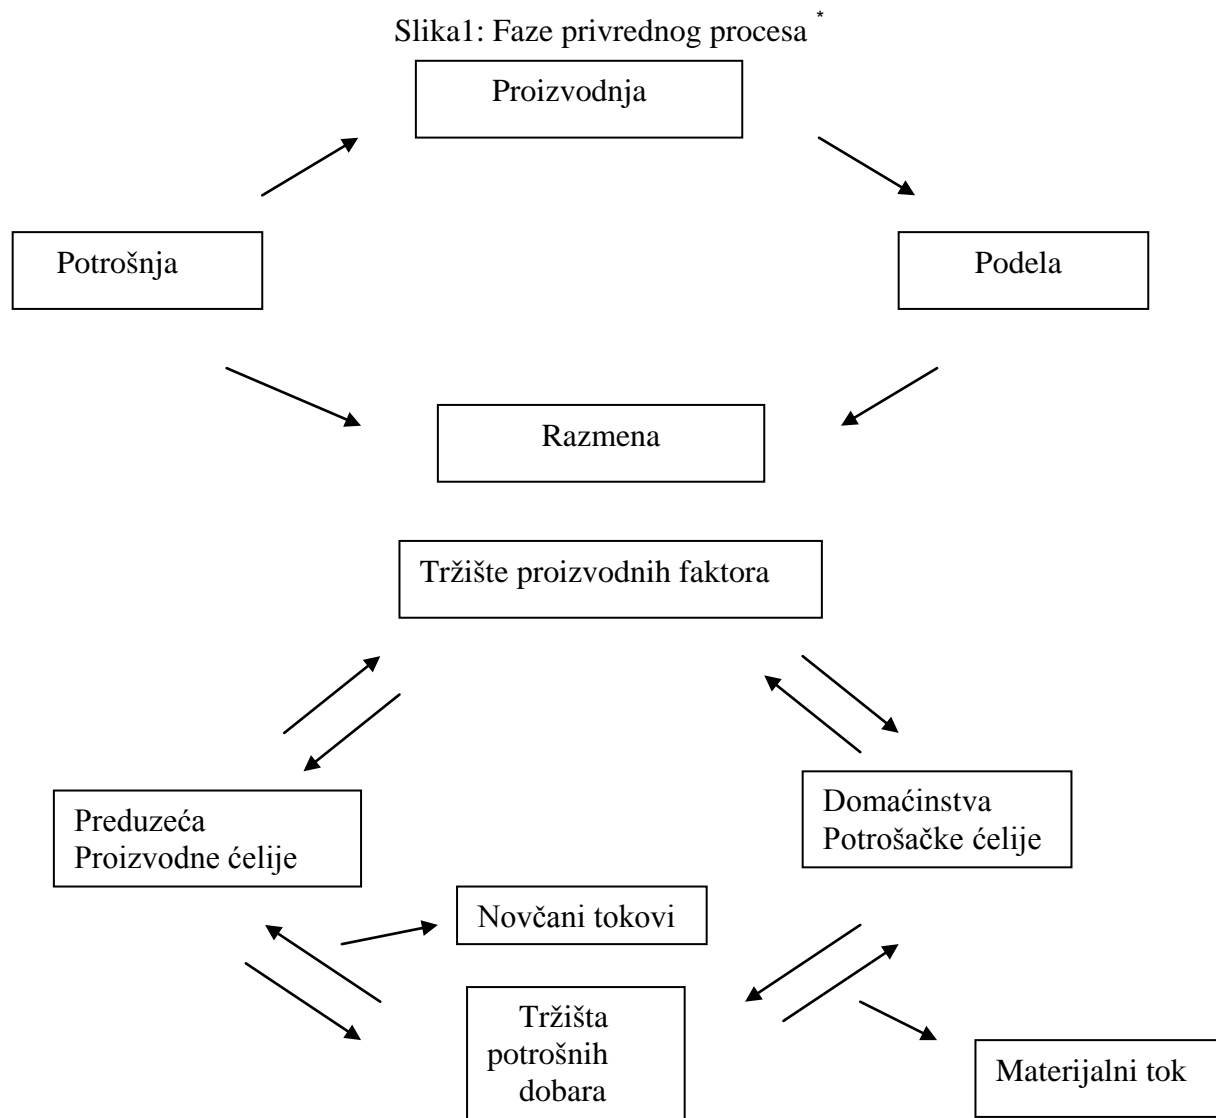 Slika1: Faze privrednog procesa *
Proizvodnja
Potrošnja
Podela
Razmena
Tržište proizvodnih faktora
Preduzeća
Proizvodne ćelije
Domaćinstva
Potrošačke ćelije
Novčani tokovi
Tržišta
potrošnih
dobara
Materijalni tok